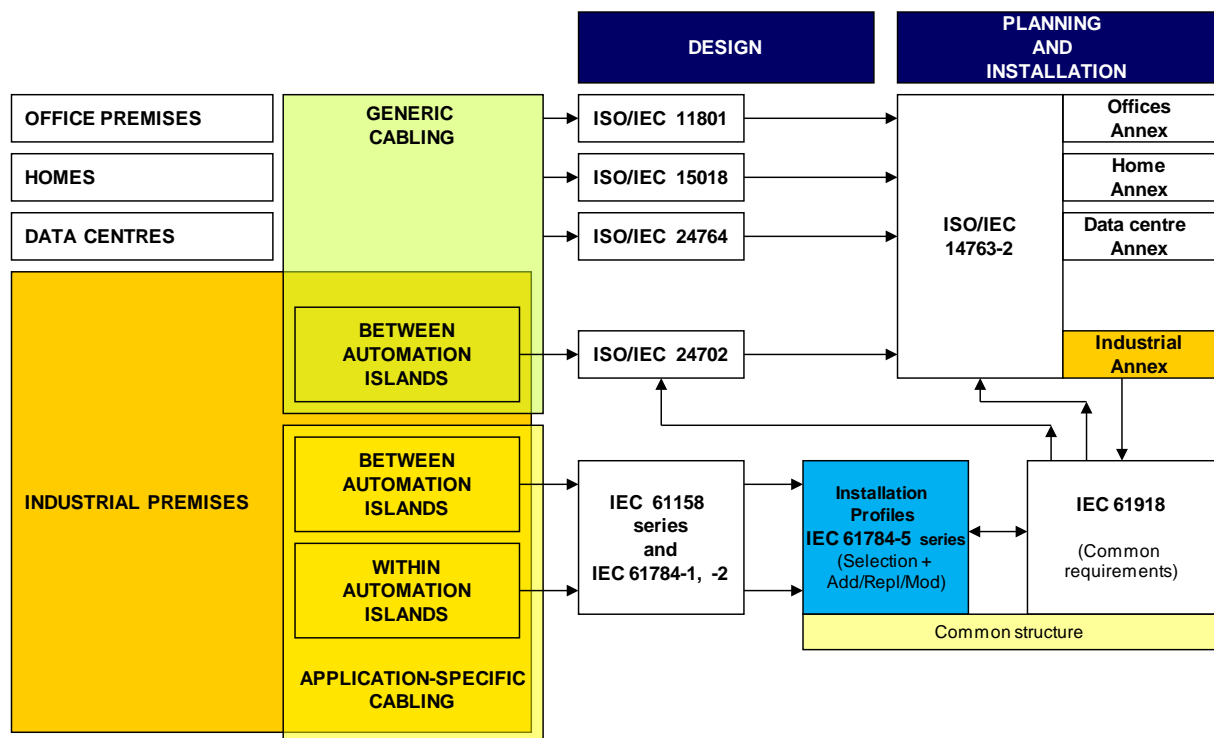 DESIGN
PLANNING
AND
INSTALLATION
OFFICE PREMISES
HOMES
DATA CENTRES
INDUSTRIAL PREMISES
GENERIC
CABLING
BETWEEN
AUTOMATION
ISLANDS
BETWEEN
AUTOMATION
ISLANDS
WITHIN
AUTOMATION
ISLANDS
APPLICATION-SPECIFIC
CABLING
ISO/IEC 11801
ISO/IEC 15018
ISO/IEC 24764
ISO/IEC 24702
IEC 61158
series
and
IEC 61784-1, -2
ISO/IEC
14763-2
Offices
Annex
Home
Annex
Data centre
Annex
Industrial
Annex
Installation
Profiles
IEC 61784-5 series
(Selection +
Add/Repl/Mod)
IEC 61918
(Common
requirements)
Common structure